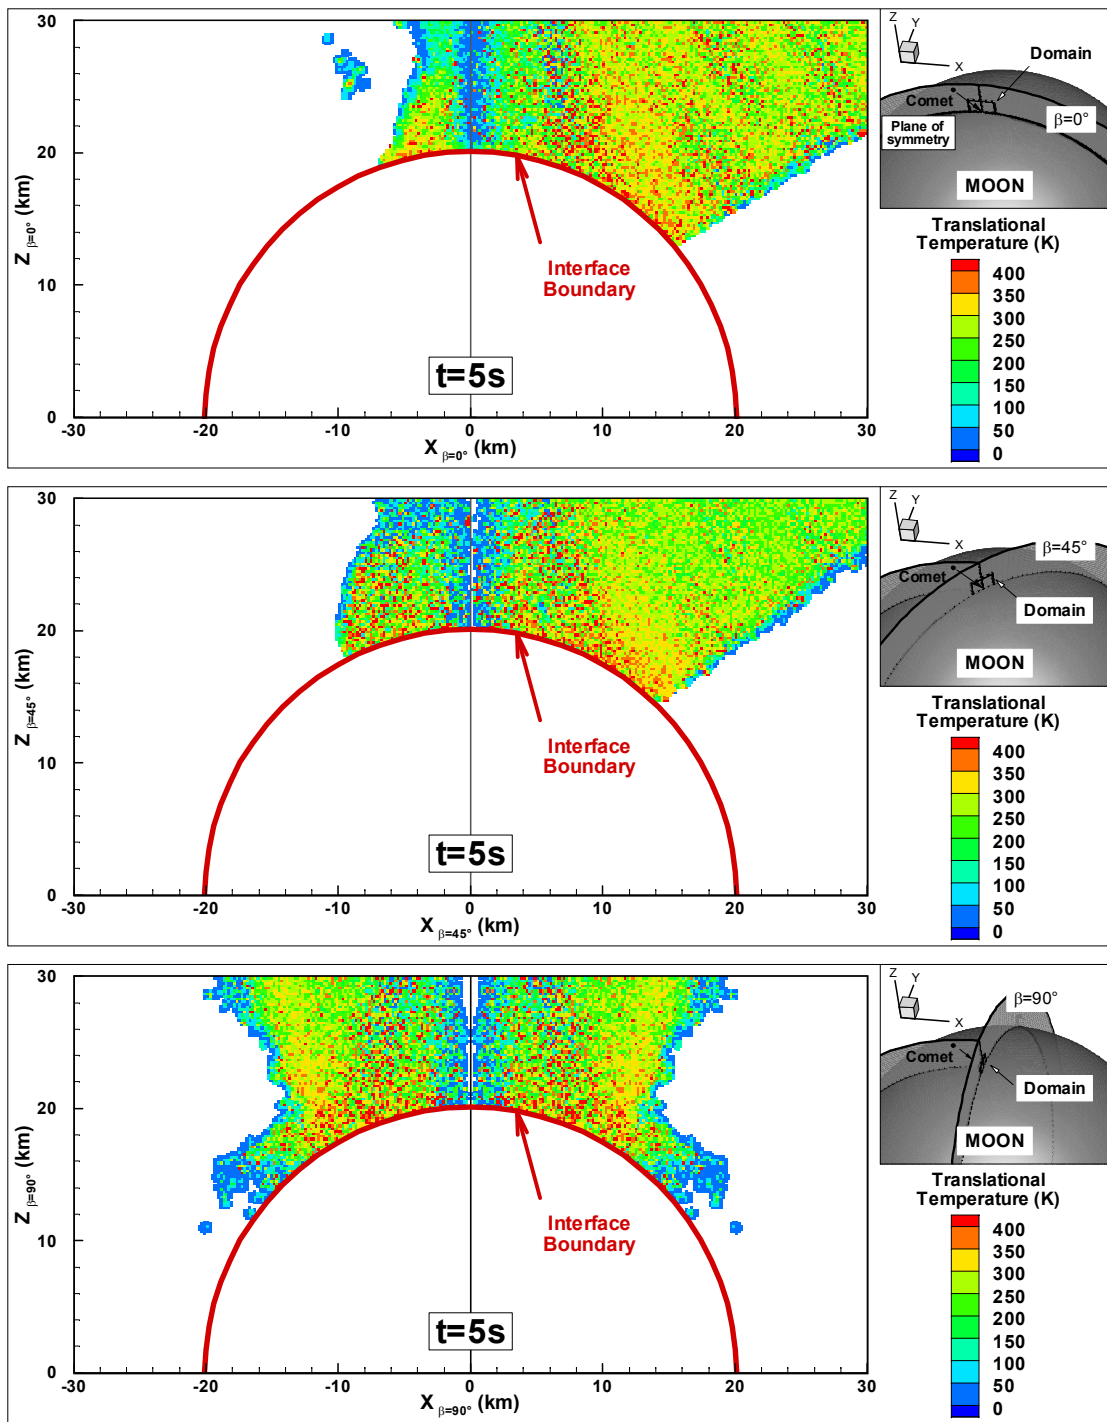 30
20
10
0
-30
-20
-10
0
10
20
30
Z β=0° (km)
X β=0° (km)
Interface
Boundary
t=5s
Z
Y
X
Domain
Comet
β=0°
Plane of
symmetry
MOON
Translational
Temperature (K)
400
350
300
250
200
150
100
50
0
30
20
10
0
-30
-20
-10
0
10
20
30
Z β=45° (km)
X β=45° (km)
Interface
Boundary
t=5s
Z
Y
X
β=45°
Comet
Domain
MOON
Translational
Temperature (K)
400
350
300
250
200
150
100
50
0
30
20
10
0
-30
-20
-10
0
10
20
30
Z β=90° (km)
X β=90° (km)
Interface
Boundary
t=5s
Z
Y
X
β=90°
Comet
Domain
MOON
Translational
Temperature (K)
400
350
300
250
200
150
100
50
0